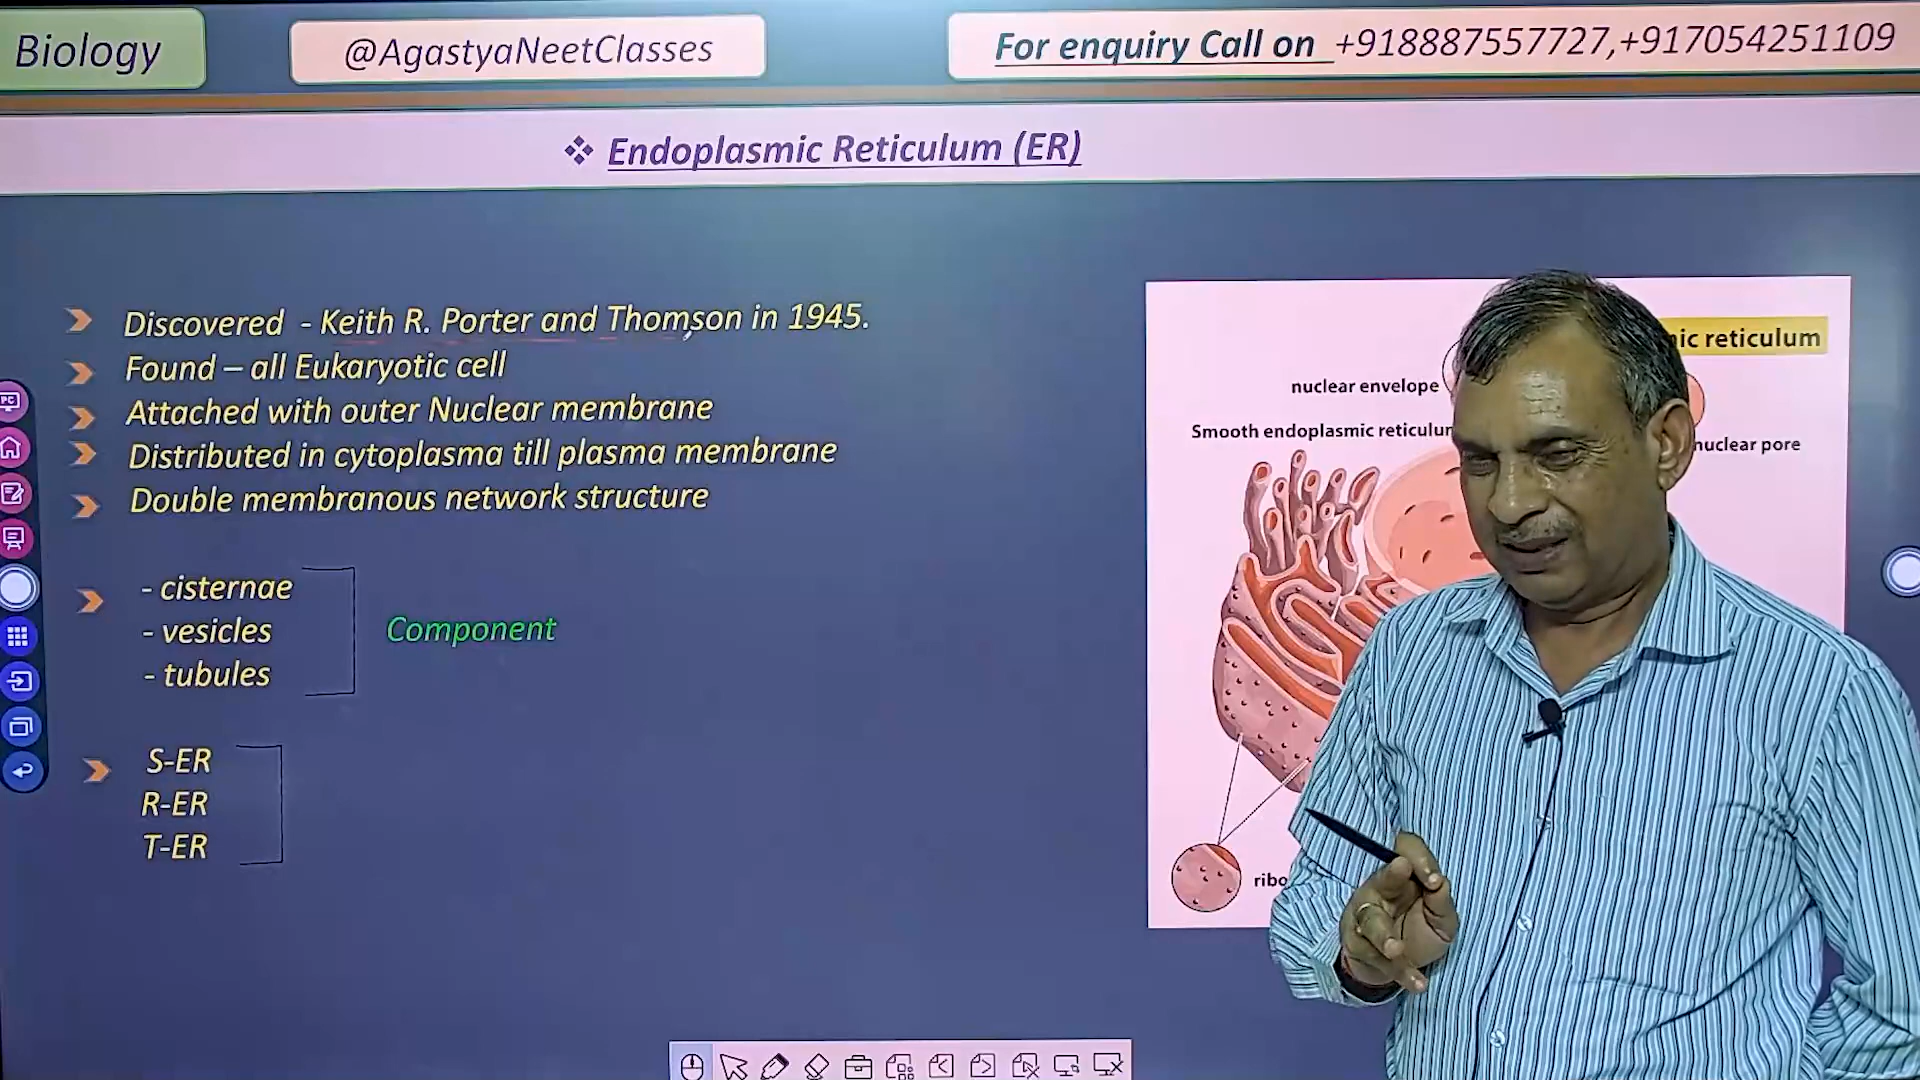 Biology
@AgastyaNeetClasses
For enquiry Call on +918887557727,+917054251109
❖ Endoplasmic Reticulum (ER)
➤ Discovered - Keith R. Porter and Thomson in 1945.
➤ Found – all Eukaryotic cell
➤ Attached with outer Nuclear membrane
➤ Distributed in cytoplasma till plasma membrane
➤ Double membranous network structure
➤ - cisternae
- vesicles
- tubules
Component
➤ S-ER
R-ER
T-ER
reticulum
nuclear envelope
Smooth endoplasmic
nuclear pore
PC